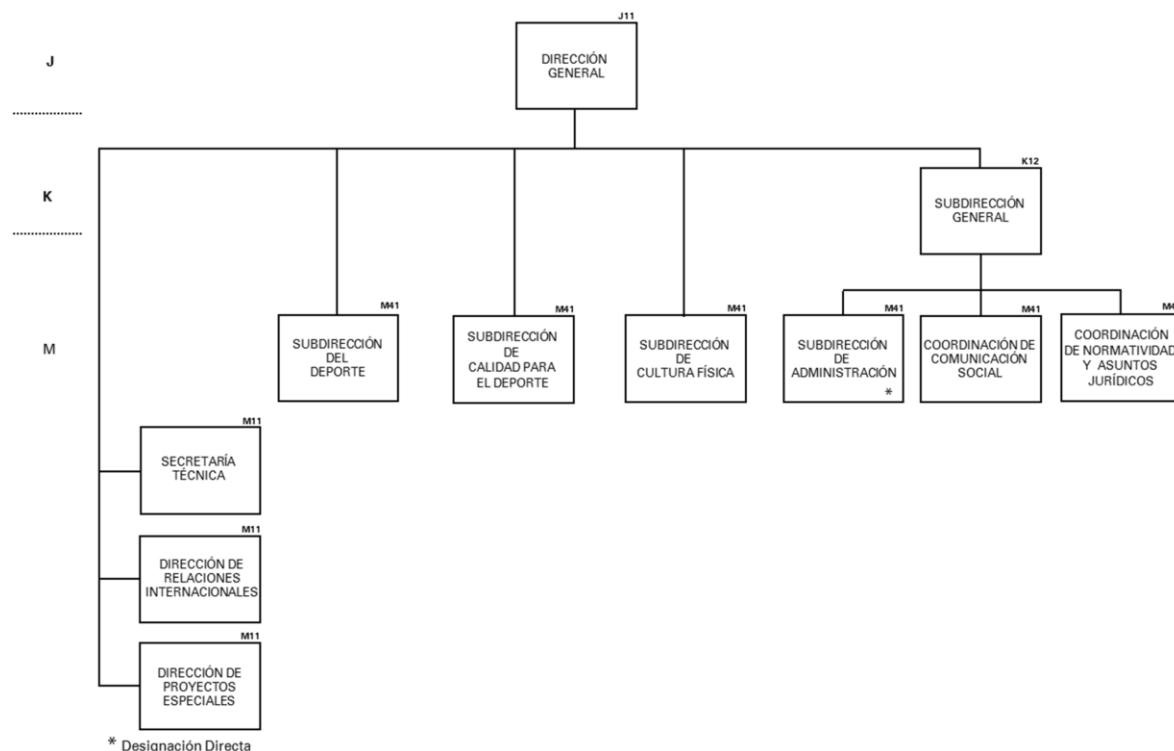 J11
DIRECCIÓN
GENERAL
J
K
K12
SUBDIRECCIÓN
GENERAL
M
M41
SUBDIRECCIÓN
DEL
DEPORTE
M41
SUBDIRECCIÓN
DE
CALIDAD PARA
EL DEPORTE
M41
SUBDIRECCIÓN
DE
CULTURA FÍSICA
M41
SUBDIRECCIÓN
DE
ADMINISTRACIÓN
*
M41
COORDINACIÓN DE
COMUNICACIÓN
SOCIAL
M4
COORDINACIÓN
DE NORMATIVIDAD
Y ASUNTOS
JURÍDICOS
M11
SECRETARÍA
TÉCNICA
M11
DIRECCIÓN DE
RELACIONES
INTERNACIONALES
M11
DIRECCIÓN DE
PROYECTOS
ESPECIALES
* Designación Directa